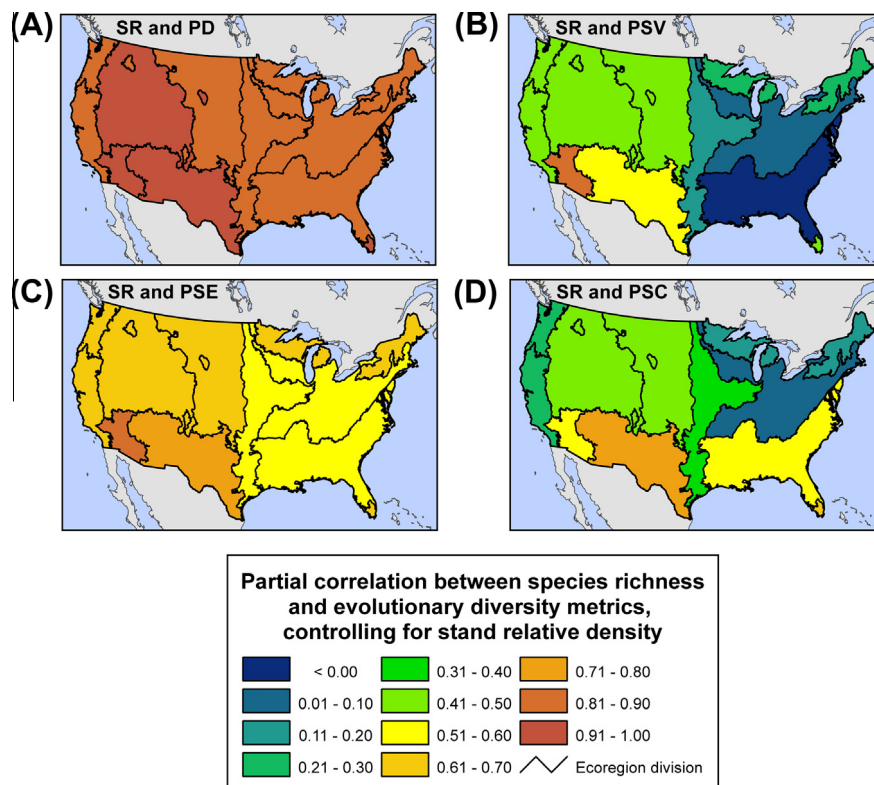 (A)
SR and PD
(B)
SR and PSV
(C)
SR and PSE
(D)
SR and PSC
Partial correlation between species richness
and evolutionary diversity metrics,
controlling for stand relative density
< 0.00
0.01 - 0.10
0.11 - 0.20
0.21 - 0.30
0.31 - 0.40
0.41 - 0.50
0.51 - 0.60
0.61 - 0.70
0.71 - 0.80
0.81 - 0.90
0.91 - 1.00
Ecoregion division